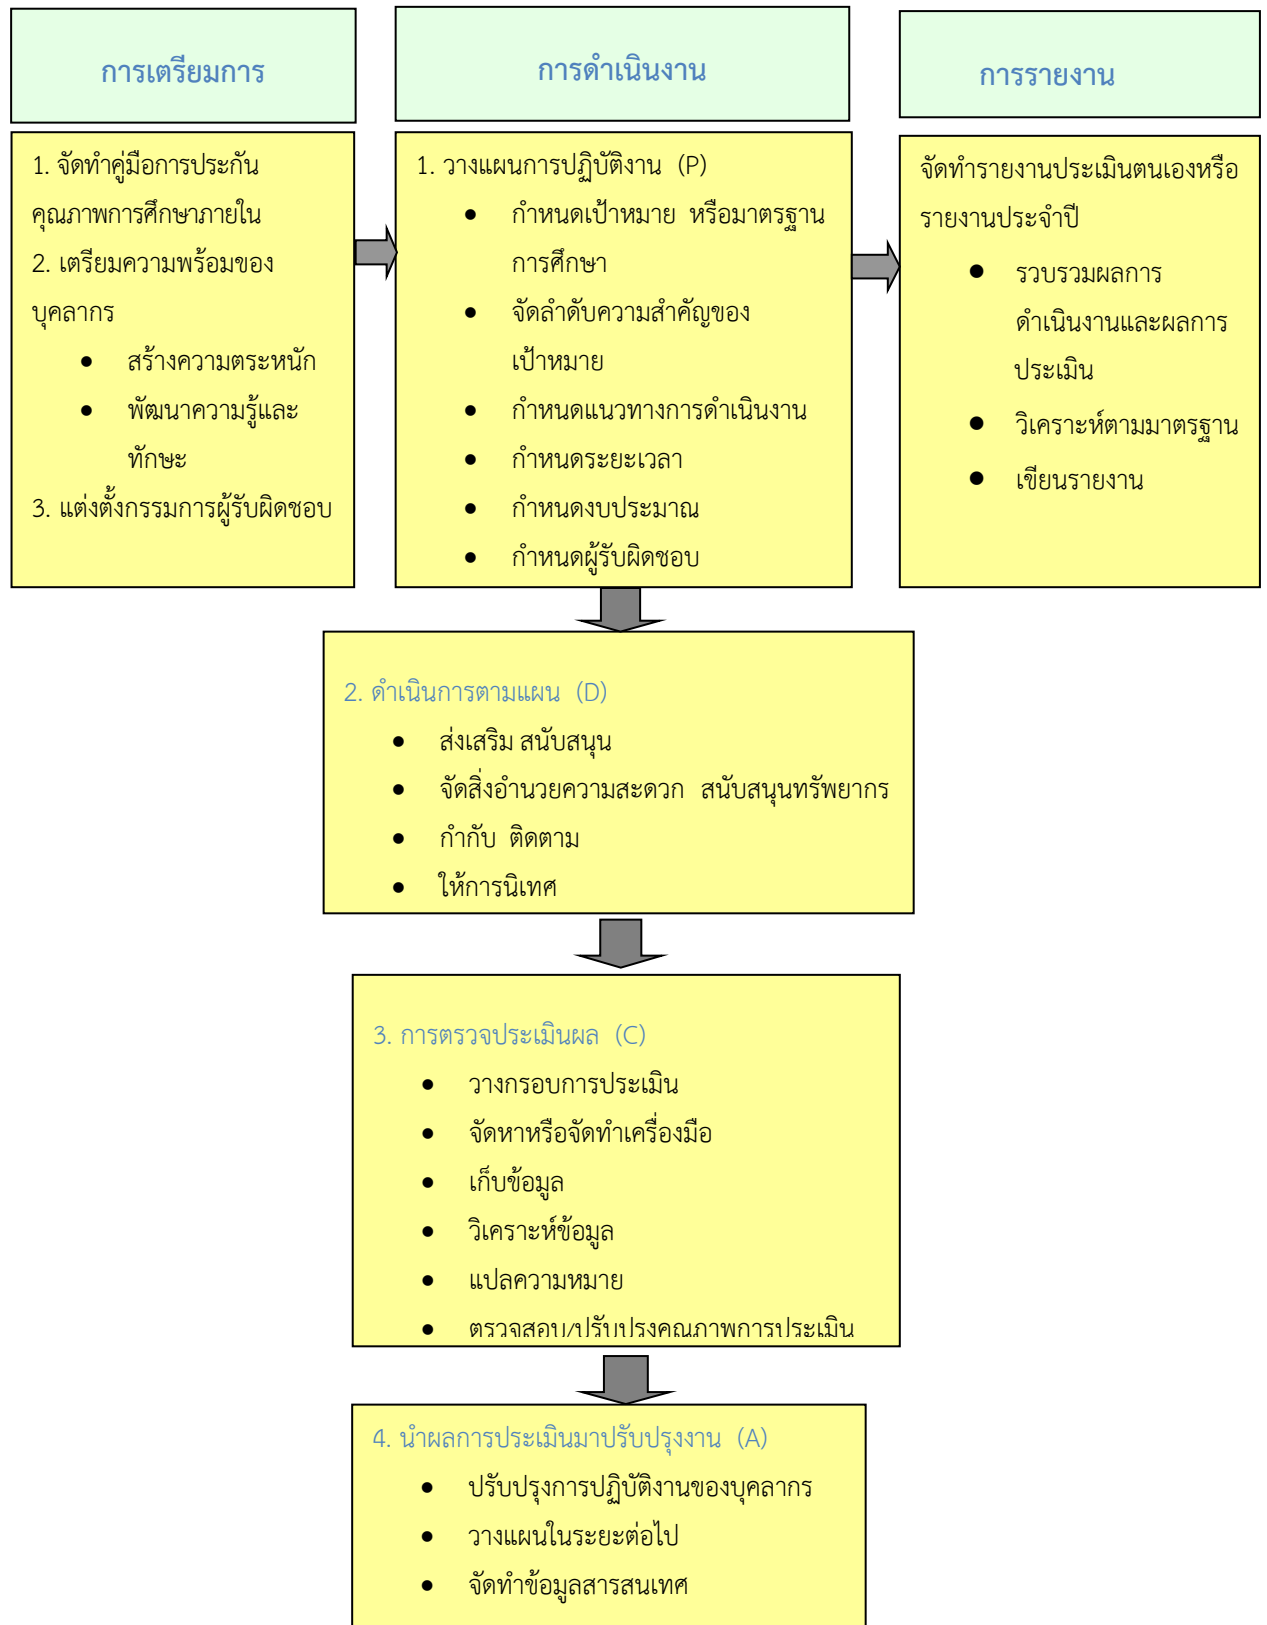 การเตรียมการ
การดำเนินงาน
การรายงาน
1. จัดทำคู่มือการประกัน
คุณภาพการศึกษาภายใน
2. เตรียมความพร้อมของ
บุคลากร
● สร้างความตระหนัก
● พัฒนาความรู้และ
ทักษะ
3. แต่งตั้งกรรมการผู้รับผิดชอบ
1. วางแผนการปฏิบัติงาน (P)
● กำหนดเป้าหมาย หรือมาตรฐาน
การศึกษา
● จัดลำดับความสำคัญของ
เป้าหมาย
● กำหนดแนวทางการดำเนินงาน
● กำหนดระยะเวลา
● กำหนดงบประมาณ
● กำหนดผู้รับผิดชอบ
จัดทำรายงานประเมินตนเองหรือ
รายงานประจำปี
● รวบรวมผลการ
ดำเนินงานและผลการ
ประเมิน
● วิเคราะห์ตามมาตรฐาน
● เขียนรายงาน
2. ดำเนินการตามแผน (D)
● ส่งเสริม สนับสนุน
● จัดสิ่งอำนวยความสะดวก สนับสนุนทรัพยากร
● กำกับ ติดตาม
● ให้การนิเทศ
3. การตรวจประเมินผล (C)
● วางกรอบการประเมิน
● จัดหาหรือจัดทำเครื่องมือ
● เก็บข้อมูล
● วิเคราะห์ข้อมูล
● แปลความหมาย
● ตรวจสอบ/ปรับปรุงคุณภาพการประเมิน
4. นำผลการประเมินมาปรับปรุงงาน (A)
● ปรับปรุงการปฏิบัติงานของบุคลากร
● วางแผนในระยะต่อไป
● จัดทำข้อมูลสารสนเทศ